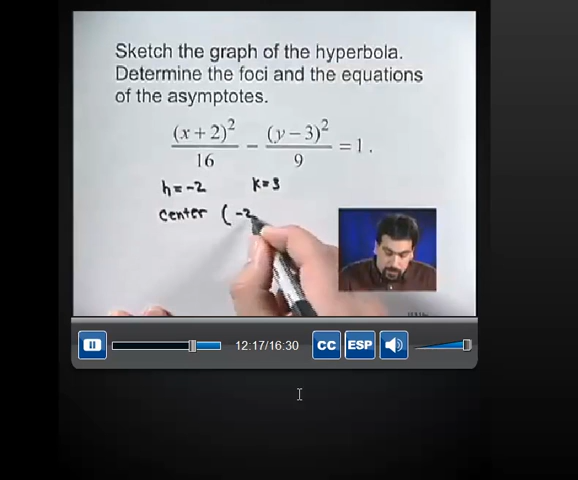 Sketch the graph of the hyperbola.
Determine the foci and the equations
of the asymptotes.
(x + 2)² / 16 − (y − 3)² / 9 = 1 .
h = -2 k = 3
center (-2
12:17/16:30 CC ESP